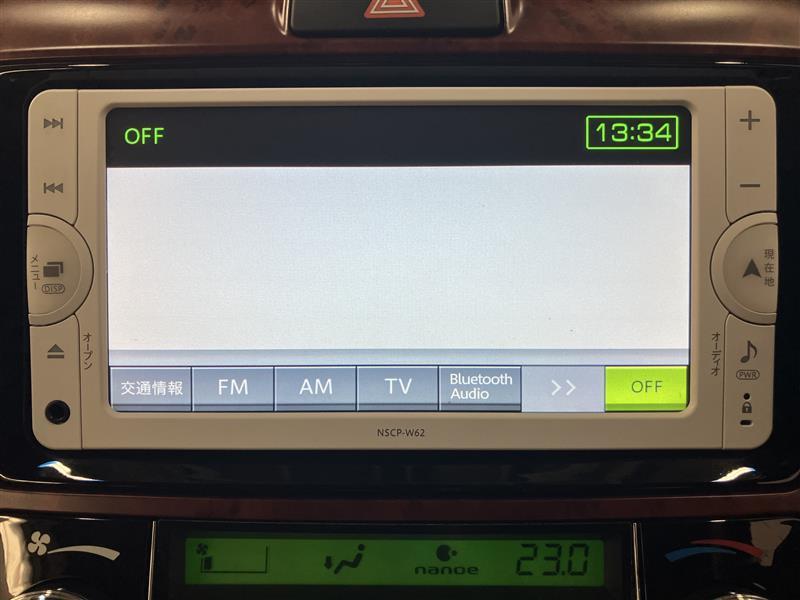 OFF
13:34
メニュー
DISP
オープン
現在地
オーディオ
PWR
交通情報
FM
AM
TV
Bluetooth
Audio
>>
OFF
NSCP-W62
nanoe
23.0